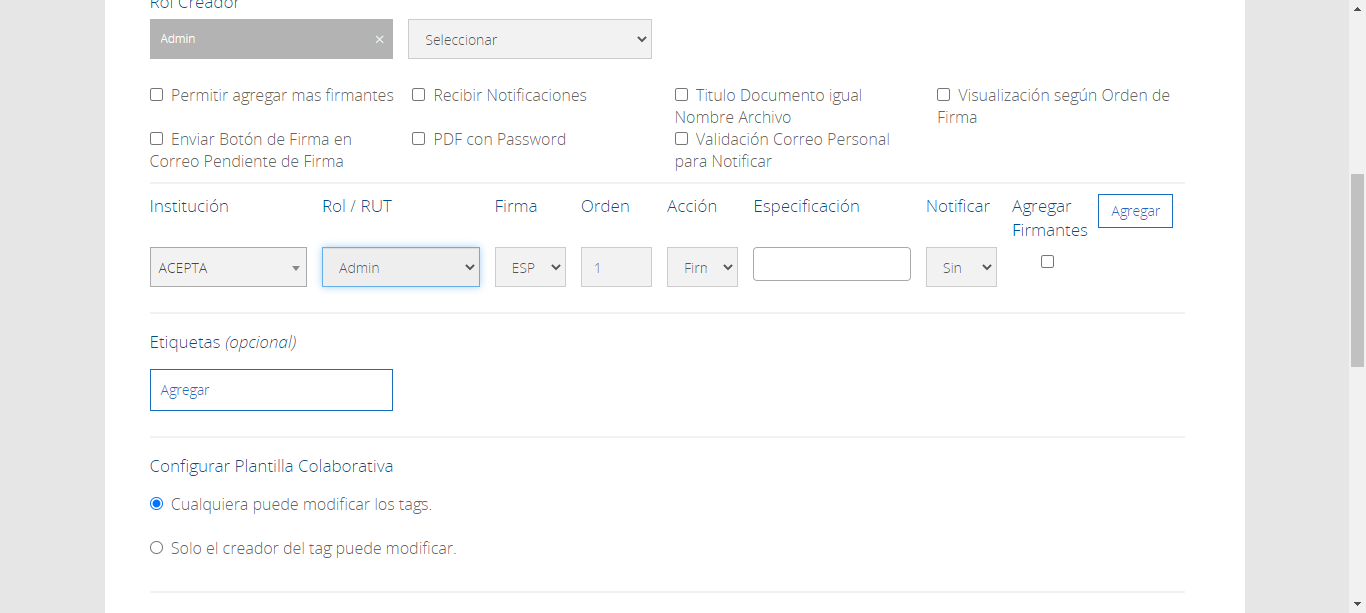 Rol Creador
Admin ×
Seleccionar
Permitir agregar mas firmantes
Recibir Notificaciones
Titulo Documento igual
Nombre Archivo
Visualización según Orden de
Firma
Enviar Botón de Firma en
Correo Pendiente de Firma
PDF con Password
Validación Correo Personal
para Notificar
Institución Rol / RUT Firma Orden Acción Especificación Notificar Agregar
Firmantes
Agregar
ACEPTA Admin ESP 1 Firn Sin
Etiquetas (opcional)
Agregar
Configurar Plantilla Colaborativa
Cualquiera puede modificar los tags.
Solo el creador del tag puede modificar.